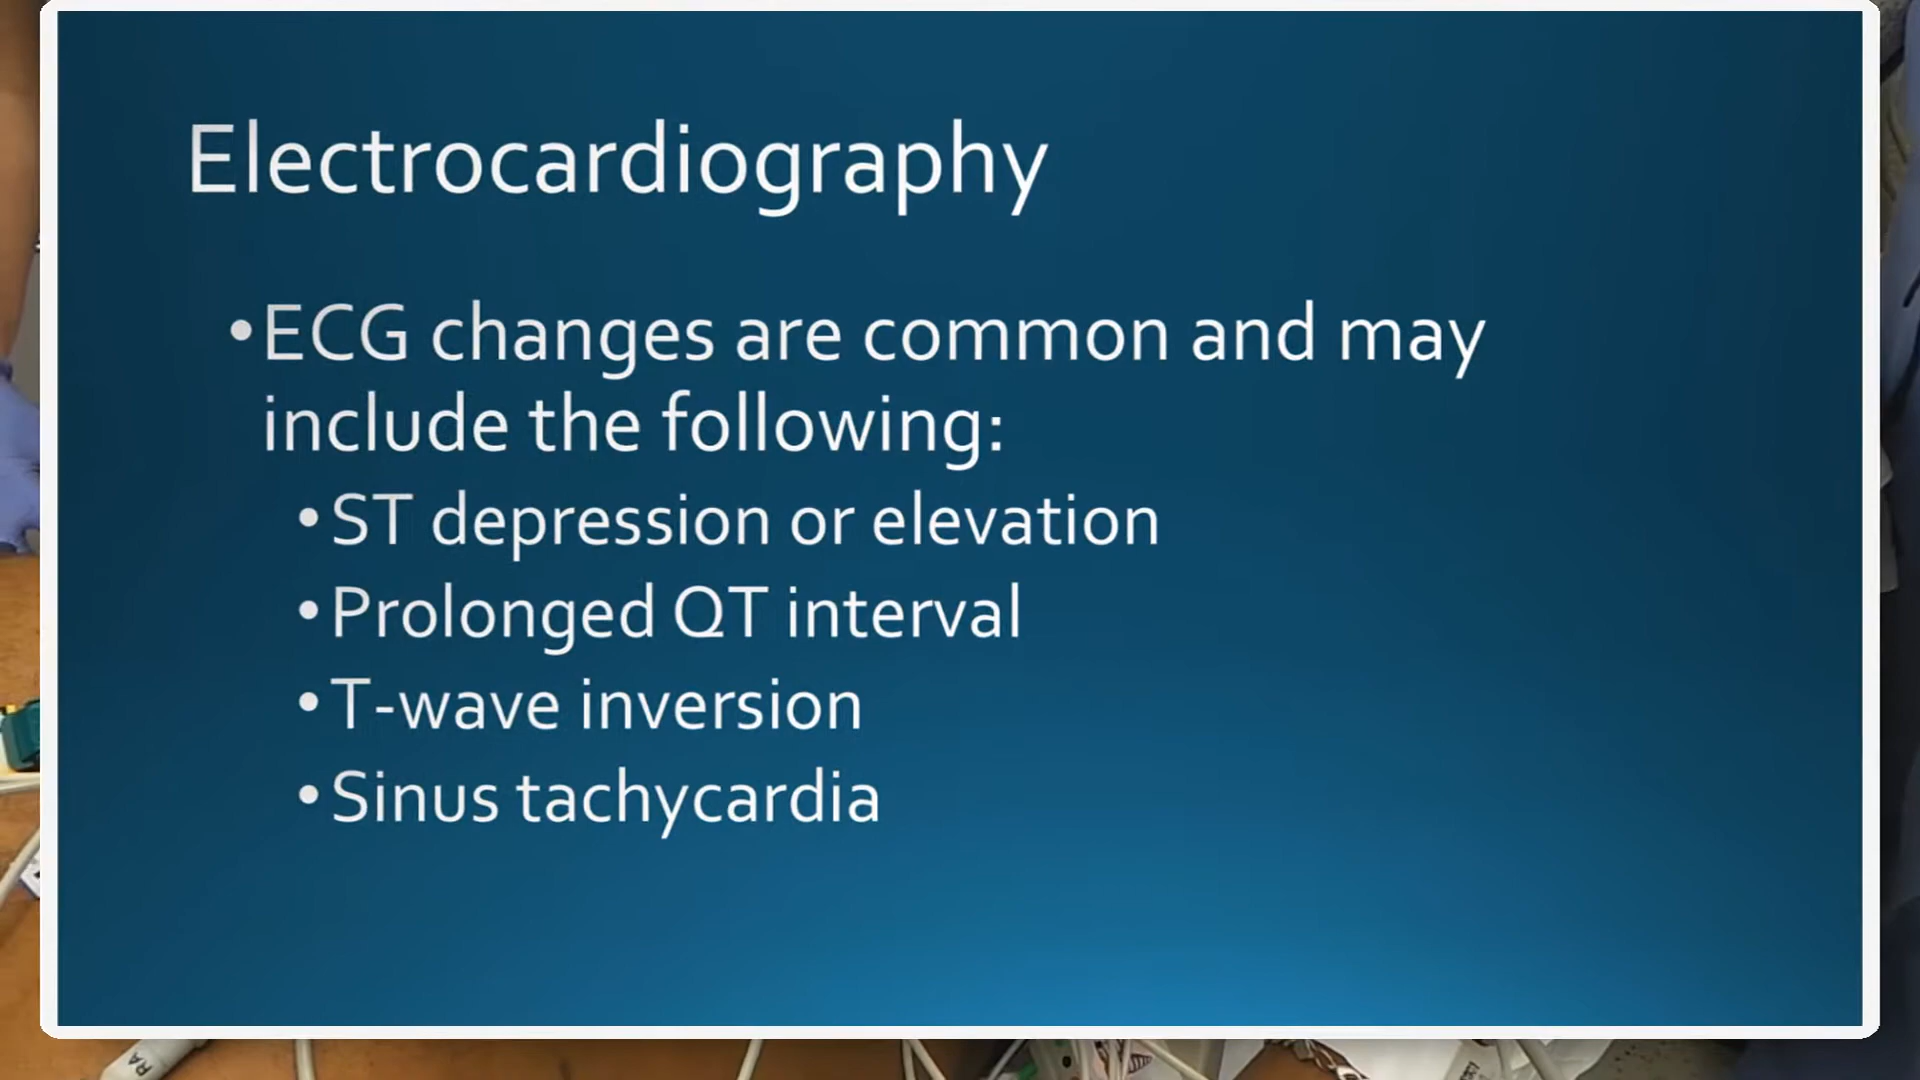 Electrocardiography
•ECG changes are common and may
include the following:
•ST depression or elevation
•Prolonged QT interval
•T-wave inversion
•Sinus tachycardia
RA